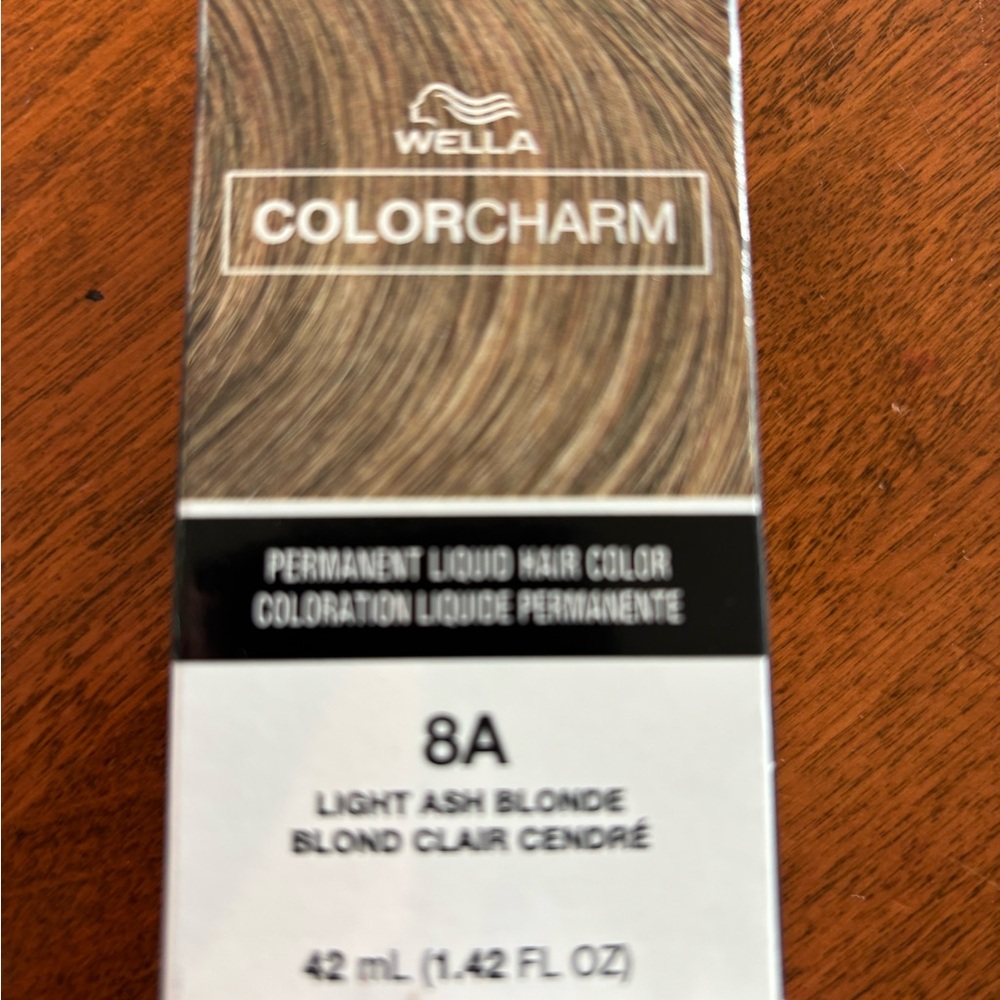 WELLA
COLORCHARM
PERMANENT LIQUID HAIR COLOR
COLORATION LIQUIDE PERMANENTE
8A
LIGHT ASH BLONDE
BLOND CLAIR CENDRÉ
42 mL (1.42 FL OZ)